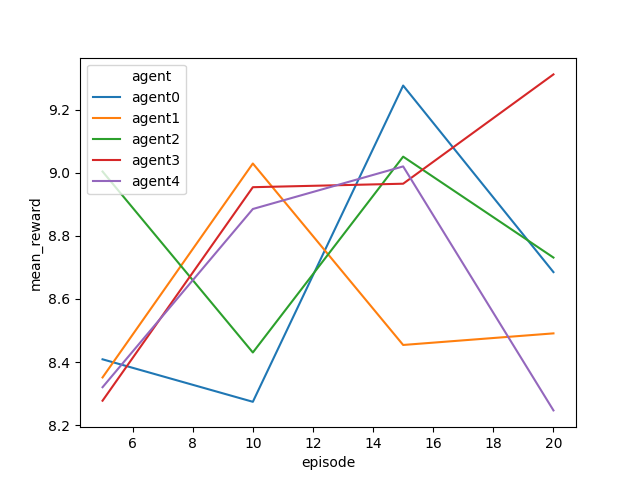 agent
agent0
agent1
agent2
agent3
agent4
mean_reward
9.2
9.0
8.8
8.6
8.4
8.2
6 8 10 12 14 16 18 20
episode